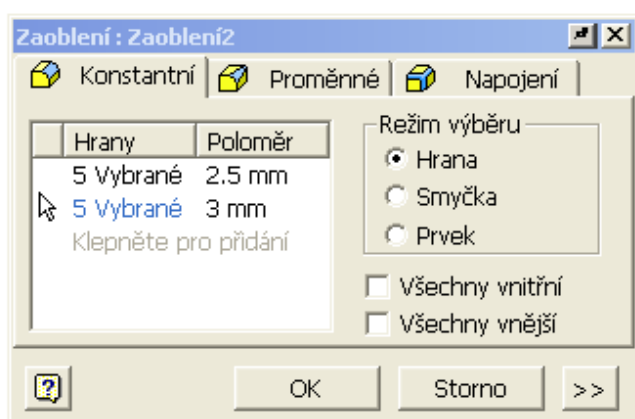 Zaoblení : Zaoblení2
Konstantní Proměnné Napojení
Hrany Poloměr
5 Vybrané 2.5 mm
5 Vybrané 3 mm
Klepněte pro přidání
Režim výběru
Hrana
Smyčka
Prvek
Všechny vnitřní
Všechny vnější
OK Storno >>